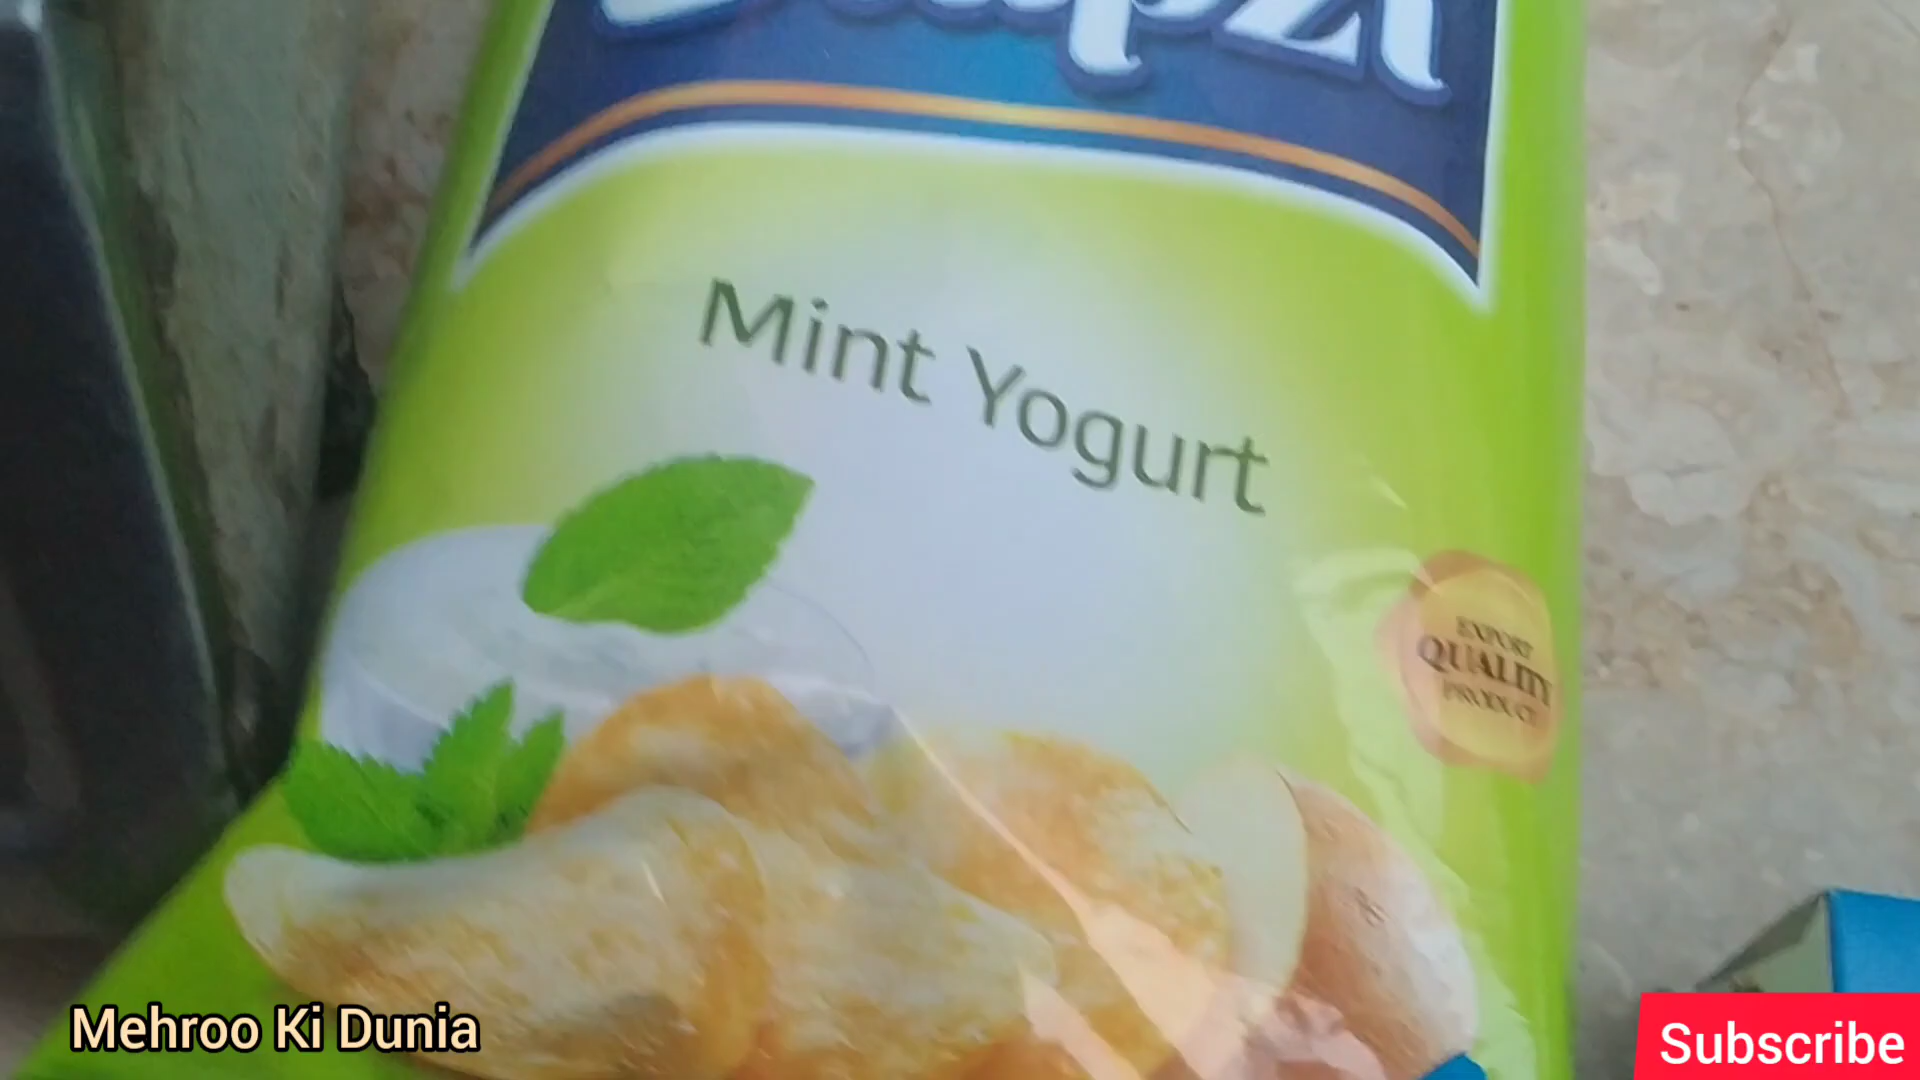 Mint Yogurt
EXPORT
QUALITY
PRODUCT
Mehroo Ki Dunia
Subscribe